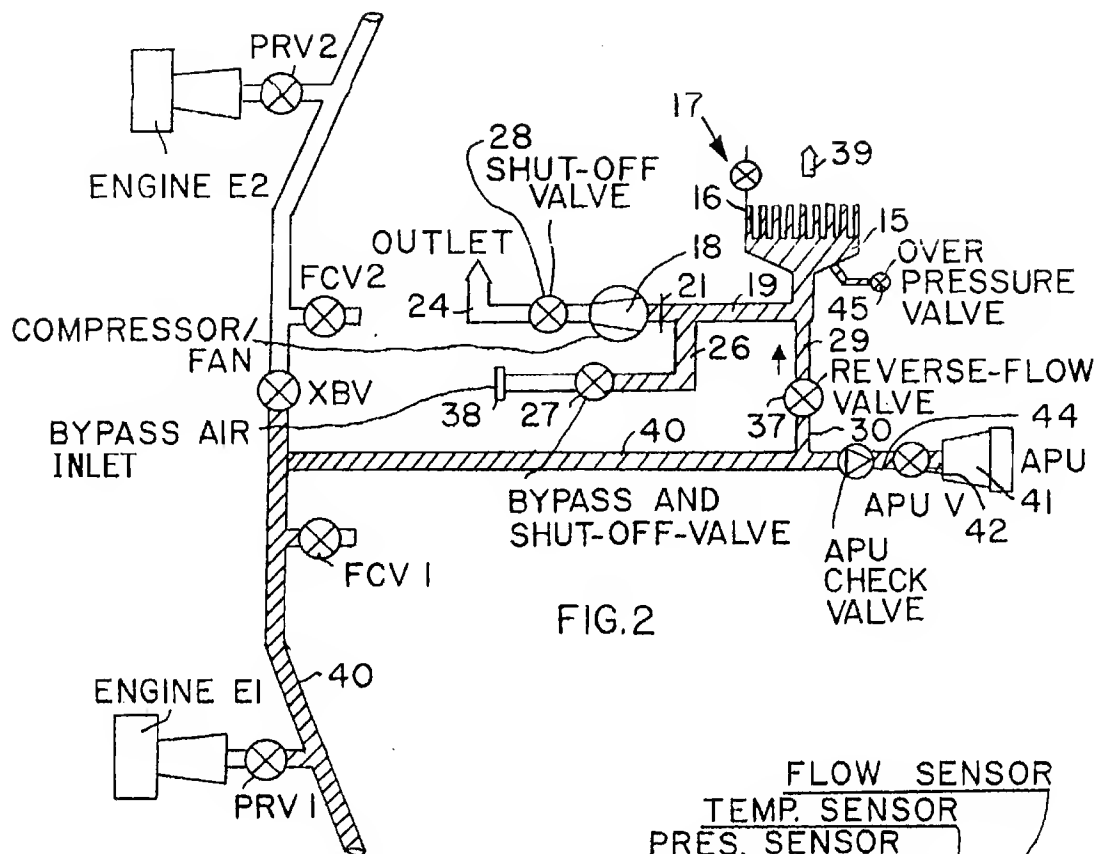 PRV2
ENGINE E2
28
SHUT-OFF
VALVE
17
39
16
15
OUTLET
18
OVER
PRESSURE
VALVE
45
FCV2
24
21
19
COMPRESSOR/
FAN
26
29
XBV
REVERSE-FLOW
VALVE
BYPASS AIR
INLET
38
27
37
30
44
40
APU
BYPASS AND
SHUT-OFF-VALVE
APU V
41
42
APU
CHECK
VALVE
FCV1
FIG.2
ENGINE E1
40
PRV1
FLOW SENSOR
TEMP. SENSOR
PRES. SENSOR